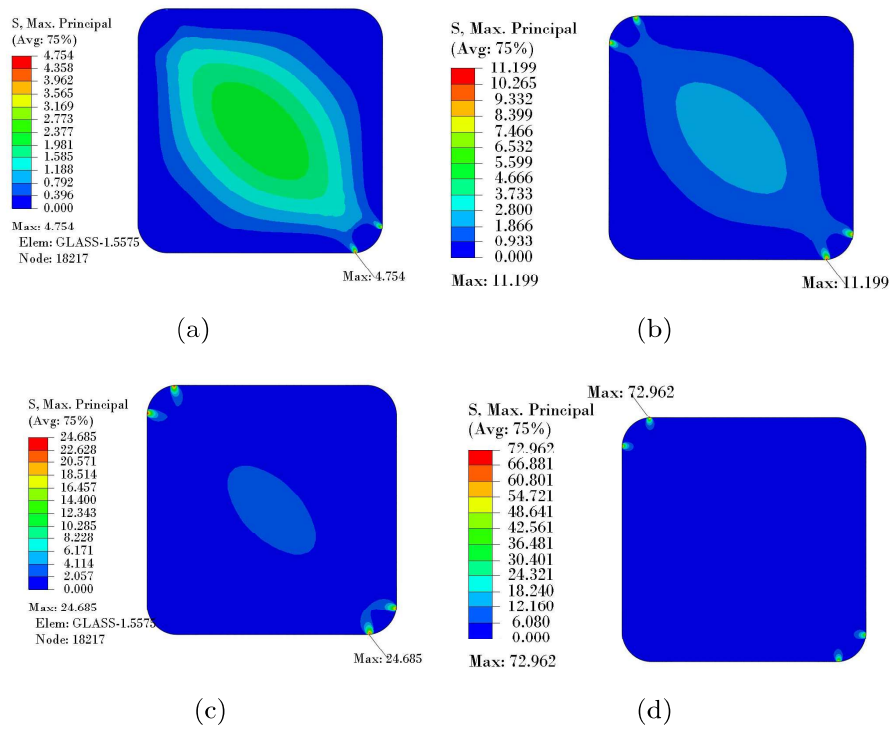 S, Max. Principal
(Avg: 75%)
4.754
4.358
3.962
3.565
3.169
2.773
2.377
1.981
1.585
1.188
0.792
0.396
0.000
Max: 4.754
Elem: GLASS-1.5575
Node: 18217
Max: 4.754
(a)
S, Max. Principal
(Avg: 75%)
11.199
10.265
9.332
8.399
7.466
6.532
5.599
4.666
3.733
2.800
1.866
0.933
0.000
Max: 11.199
Max: 11.199
(b)
S, Max. Principal
(Avg: 75%)
24.685
22.628
20.571
18.514
16.457
14.400
12.343
10.285
8.228
6.171
4.114
2.057
0.000
Max: 24.685
Elem: GLASS-1.5575
Node: 18217
Max: 24.685
(c)
Max: 72.962
S, Max. Principal
(Avg: 75%)
72.962
66.881
60.801
54.721
48.641
42.561
36.481
30.401
24.321
18.240
12.160
6.080
0.000
Max: 72.962
(d)